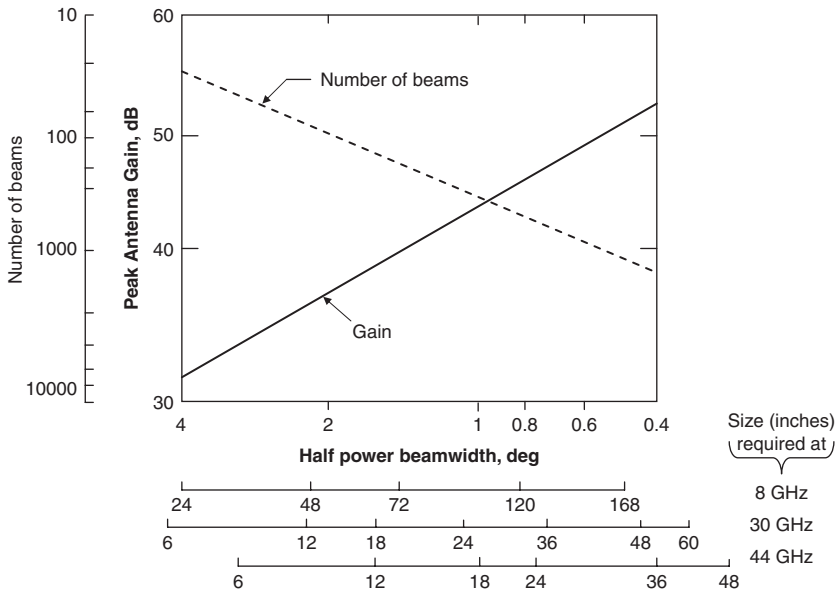 Number of beams
10
100
1000
10000
Peak Antenna Gain, dB
60
50
40
30
Number of beams
Gain
4 2 1 0.8 0.6 0.4
Half power beamwidth, deg
Size (inches)
required at
24 48 72 120 168
8 GHz
6 12 18 24 36 48 60
30 GHz
6 12 18 24 36 48
44 GHz